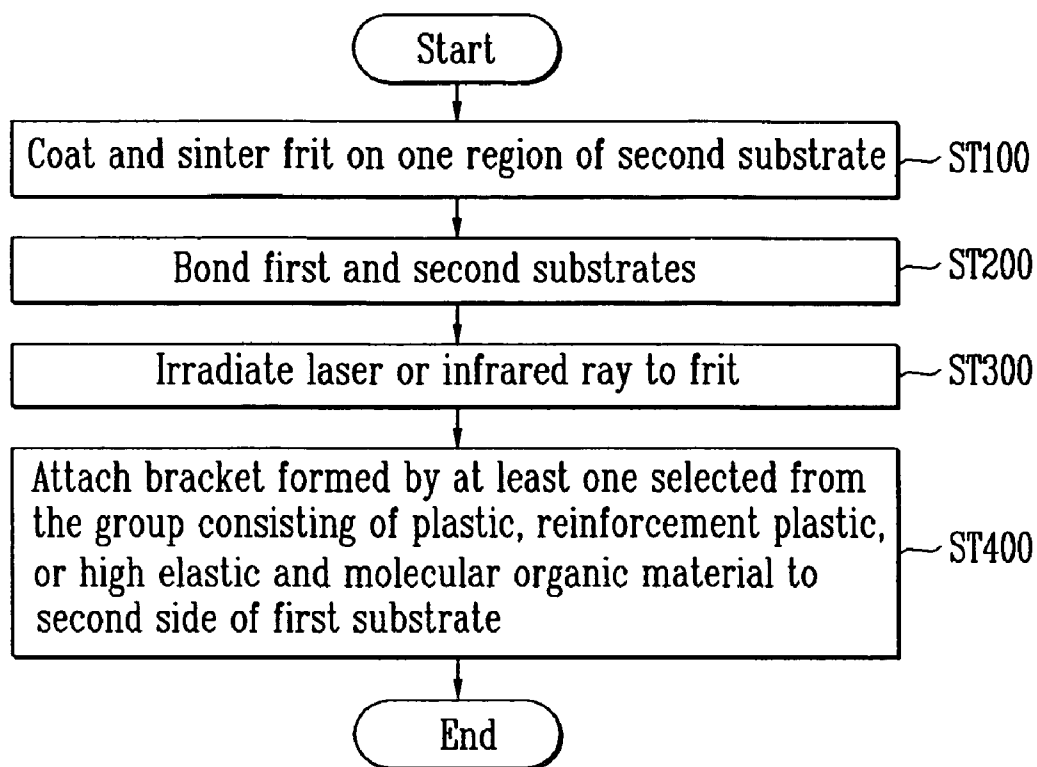 Start
Coat and sinter frit on one region of second substrate
ST100
Bond first and second substrates
ST200
Irradiate laser or infrared ray to frit
ST300
Attach bracket formed by at least one selected from
the group consisting of plastic, reinforcement plastic,
or high elastic and molecular organic material to
second side of first substrate
ST400
End